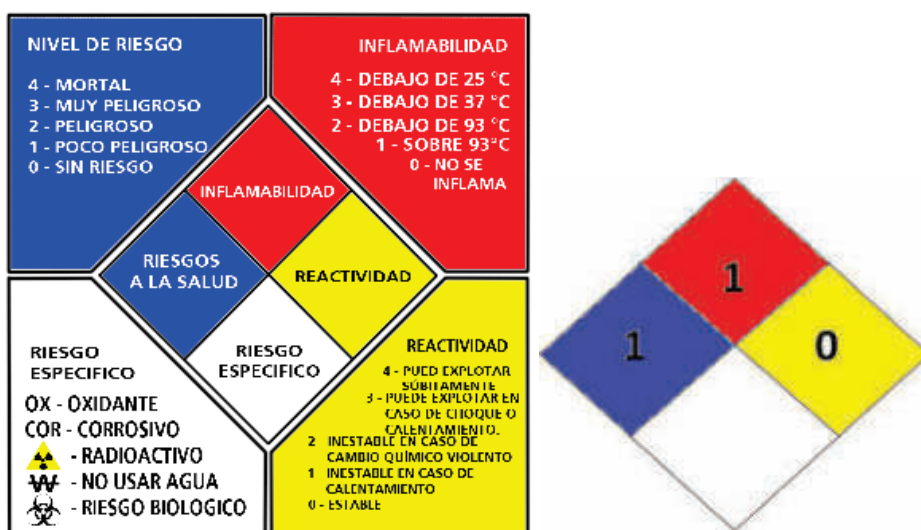 NIVEL DE RIESGO
4 - MORTAL
3 - MUY PELIGROSO
2 - PELIGROSO
1 - POCO PELIGROSO
0 - SIN RIESGO
INFLAMABILIDAD
4 - DEBAJO DE 25 °C
3 - DEBAJO DE 37 °C
2 - DEBAJO DE 93 °C
1 - SOBRE 93°C
0 - NO SE
INFLAMA
INFLAMABILIDAD
RIESGOS
A LA SALUD
REACTIVIDAD
RIESGO
ESPECIFICO
RIESGO
ESPECIFICO
OX - OXIDANTE
COR - CORROSIVO
- RADIOACTIVO
W - NO USAR AGUA
- RIESGO BIOLOGICO
REACTIVIDAD
4 - PUED EXPLOTAR
SÚBITAMENTE
3 - PUEDE EXPLOTAR EN
CASO DE CHOQUE O
CALENTAMIENTO.
2 INESTABLE EN CASO DE
CAMBIO QUÍMICO VIOLENTO
1 INESTABLE EN CASO DE
CALENTAMIENTO
0 - ESTABLE
1
1
0